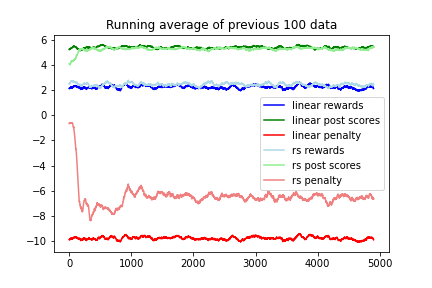 Running average of previous 100 data
6
4
2
0
−2
−4
−6
−8
−10
linear rewards
linear post scores
linear penalty
rs rewards
rs post scores
rs penalty
0 1000 2000 3000 4000 5000